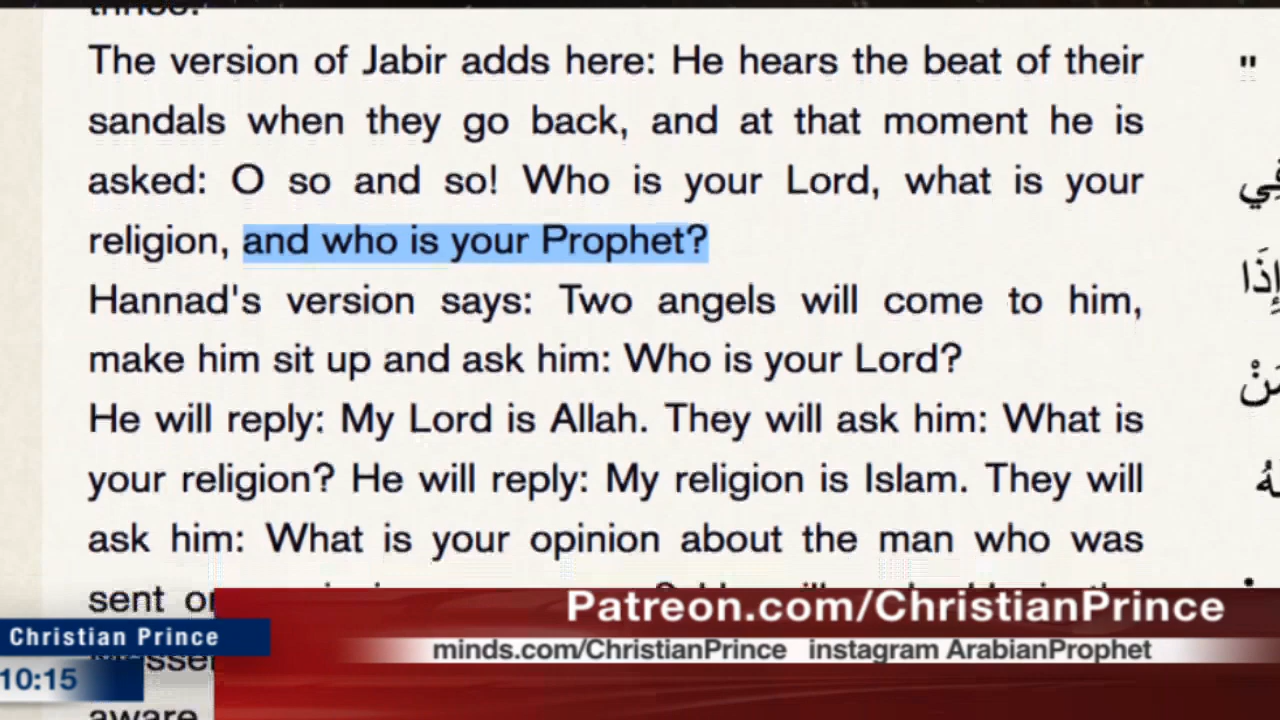 The version of Jabir adds here: He hears the beat of their
sandals when they go back, and at that moment he is
asked: O so and so! Who is your Lord, what is your
religion, and who is your Prophet?
Hannad's version says: Two angels will come to him,
make him sit up and ask him: Who is your Lord?
He will reply: My Lord is Allah. They will ask him: What is
your religion? He will reply: My religion is Islam. They will
ask him: What is your opinion about the man who was
sent
aware
"
فِي
إِذَا
Patreon.com/ChristianPrince
Christian Prince
minds.com/ChristianPrince instagram ArabianProphet
10:15